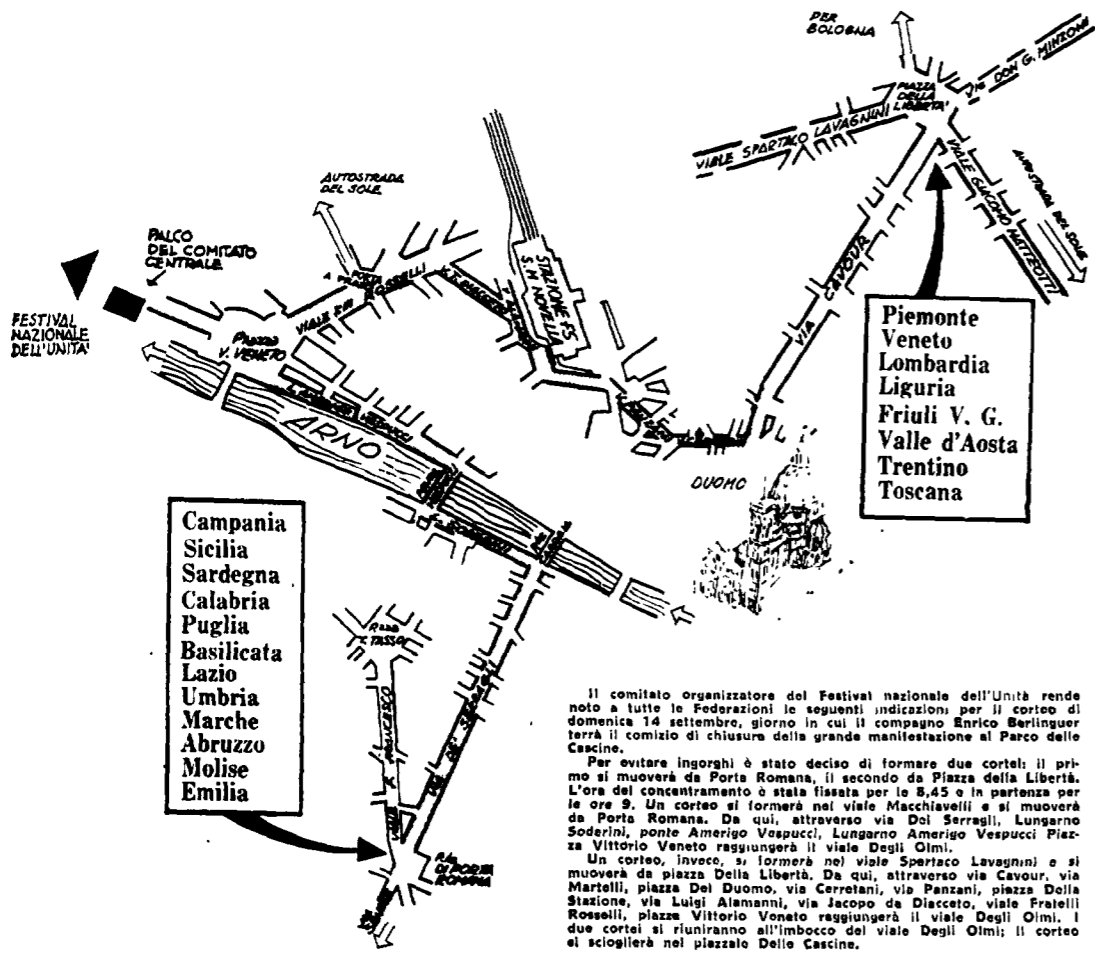 PER
BOLOGNA
VIE DON G. MINZONI
PIAZZA
DELLA
LIBERTA'
VIALE SPARTACO LAVAGNINI
VIALE GIACOMO MATTEOTTI
AUTOSTRADA DEL SOLE
AUTOSTRADA
DEL SOLE
PALCO
DEL COMITATO
CENTRALE
FESTIVAL
NAZIONALE
DELL'UNITA'
PORTA
ROSSELLI
VIALE
PIAZZA
V. VENETO
STAZIONE FS
S. M. NOVELLA
VIA CAVOUR
ARNO
VESPUCCI
DUOMO
Piemonte
Veneto
Lombardia
Liguria
Friuli V. G.
Valle d'Aosta
Trentino
Toscana
Campania
Sicilia
Sardegna
Calabria
Puglia
Basilicata
Lazio
Umbria
Marche
Abruzzo
Molise
Emilia
P.zza
T. TASSO
FRANCESCO
P.le
DI PORTA
ROMANA
Il comitato organizzatore del Festival nazionale dell'Unità rende
noto a tutte le Federazioni le seguenti indicazioni per il corteo di
domenica 14 settembre, giorno in cui il compagno Enrico Berlinguer
terrà il comizio di chiusura della grande manifestazione al Parco delle
Cascine.
Per evitare ingorghi è stato deciso di formare due cortei: il pri-
mo si muoverà da Porta Romana, il secondo da Piazza della Libertà.
L'ora del concentramento è stata fissata per le 8,45 e la partenza per
le ore 9. Un corteo si formerà nel viale Macchiavelli e si muoverà
da Porta Romana. Da qui, attraverso via Dei Serragli, Lungarno
Soderini, ponte Amerigo Vespucci, Lungarno Amerigo Vespucci Piaz-
za Vittorio Veneto raggiungerà il viale Degli Olmi.
Un corteo, invece, si formerà nel viale Spartaco Lavagnini e si
muoverà da piazza Della Libertà. Da qui, attraverso via Cavour, via
Martelli, piazza Del Duomo, via Cerretani, via Panzani, piazza Della
Stazione, via Luigi Alamanni, via Jacopo da Diacceto, viale Fratelli
Rosselli, piazza Vittorio Veneto raggiungerà il viale Degli Olmi. I
due cortei si riuniranno all'imbocco del viale Degli Olmi; il corteo
si scioglierà nel piazzale Delle Cascine.